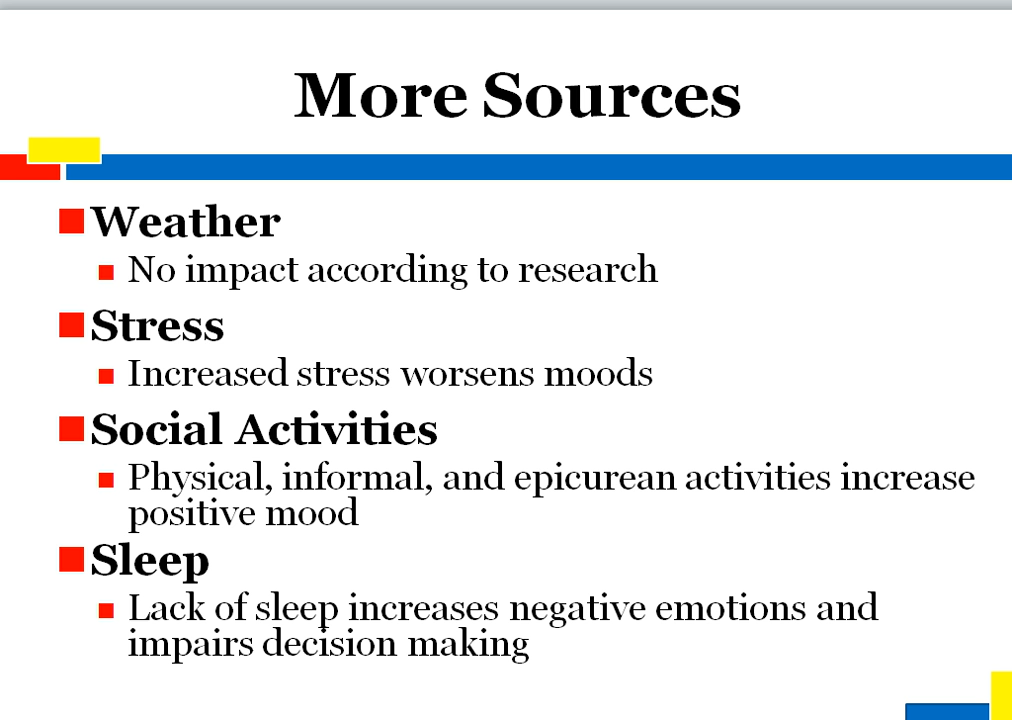 More Sources
Weather
No impact according to research
Stress
Increased stress worsens moods
Social Activities
Physical, informal, and epicurean activities increase
positive mood
Sleep
Lack of sleep increases negative emotions and
impairs decision making